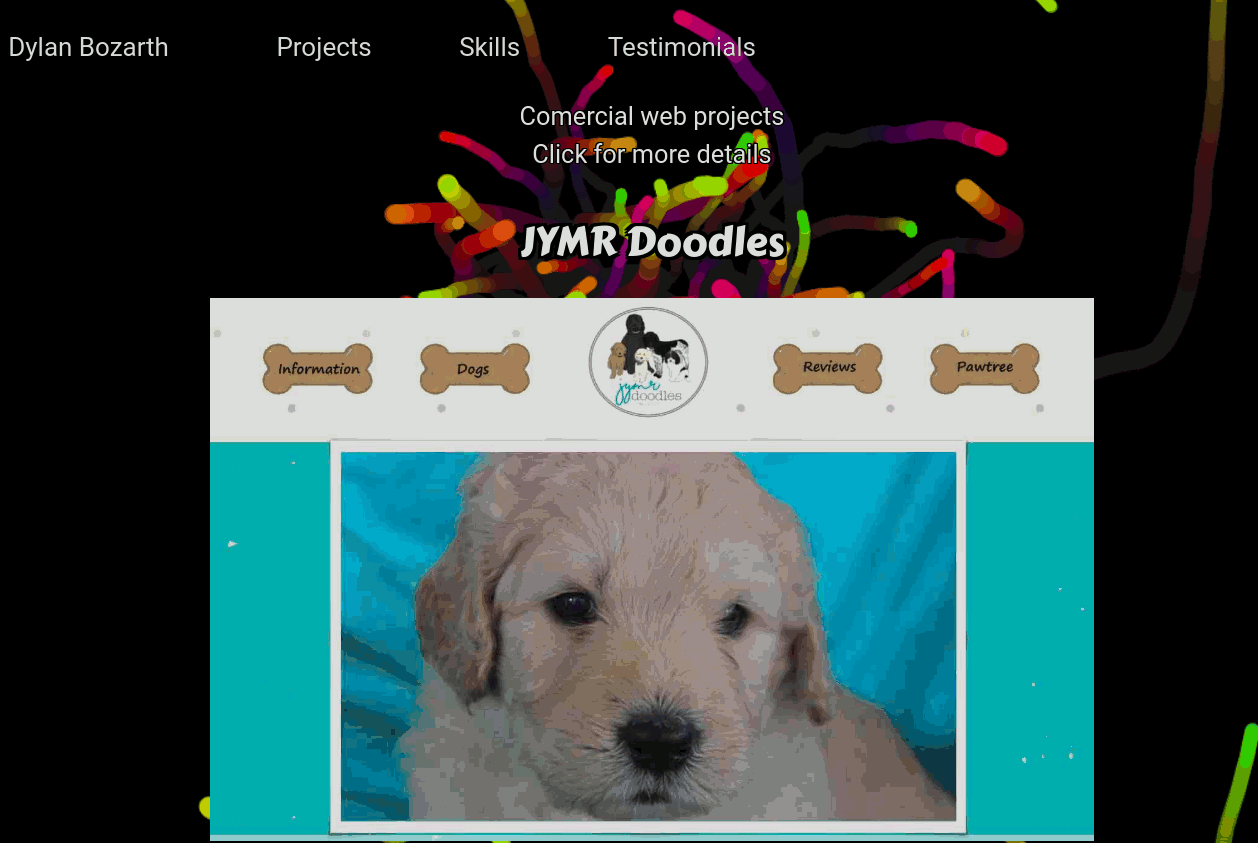 Dylan Bozarth Projects Skills Testimonials
Comercial web projects
Click for more details
JYMR Doodles
Information Dogs Reviews Pawtree
jymr
doodles